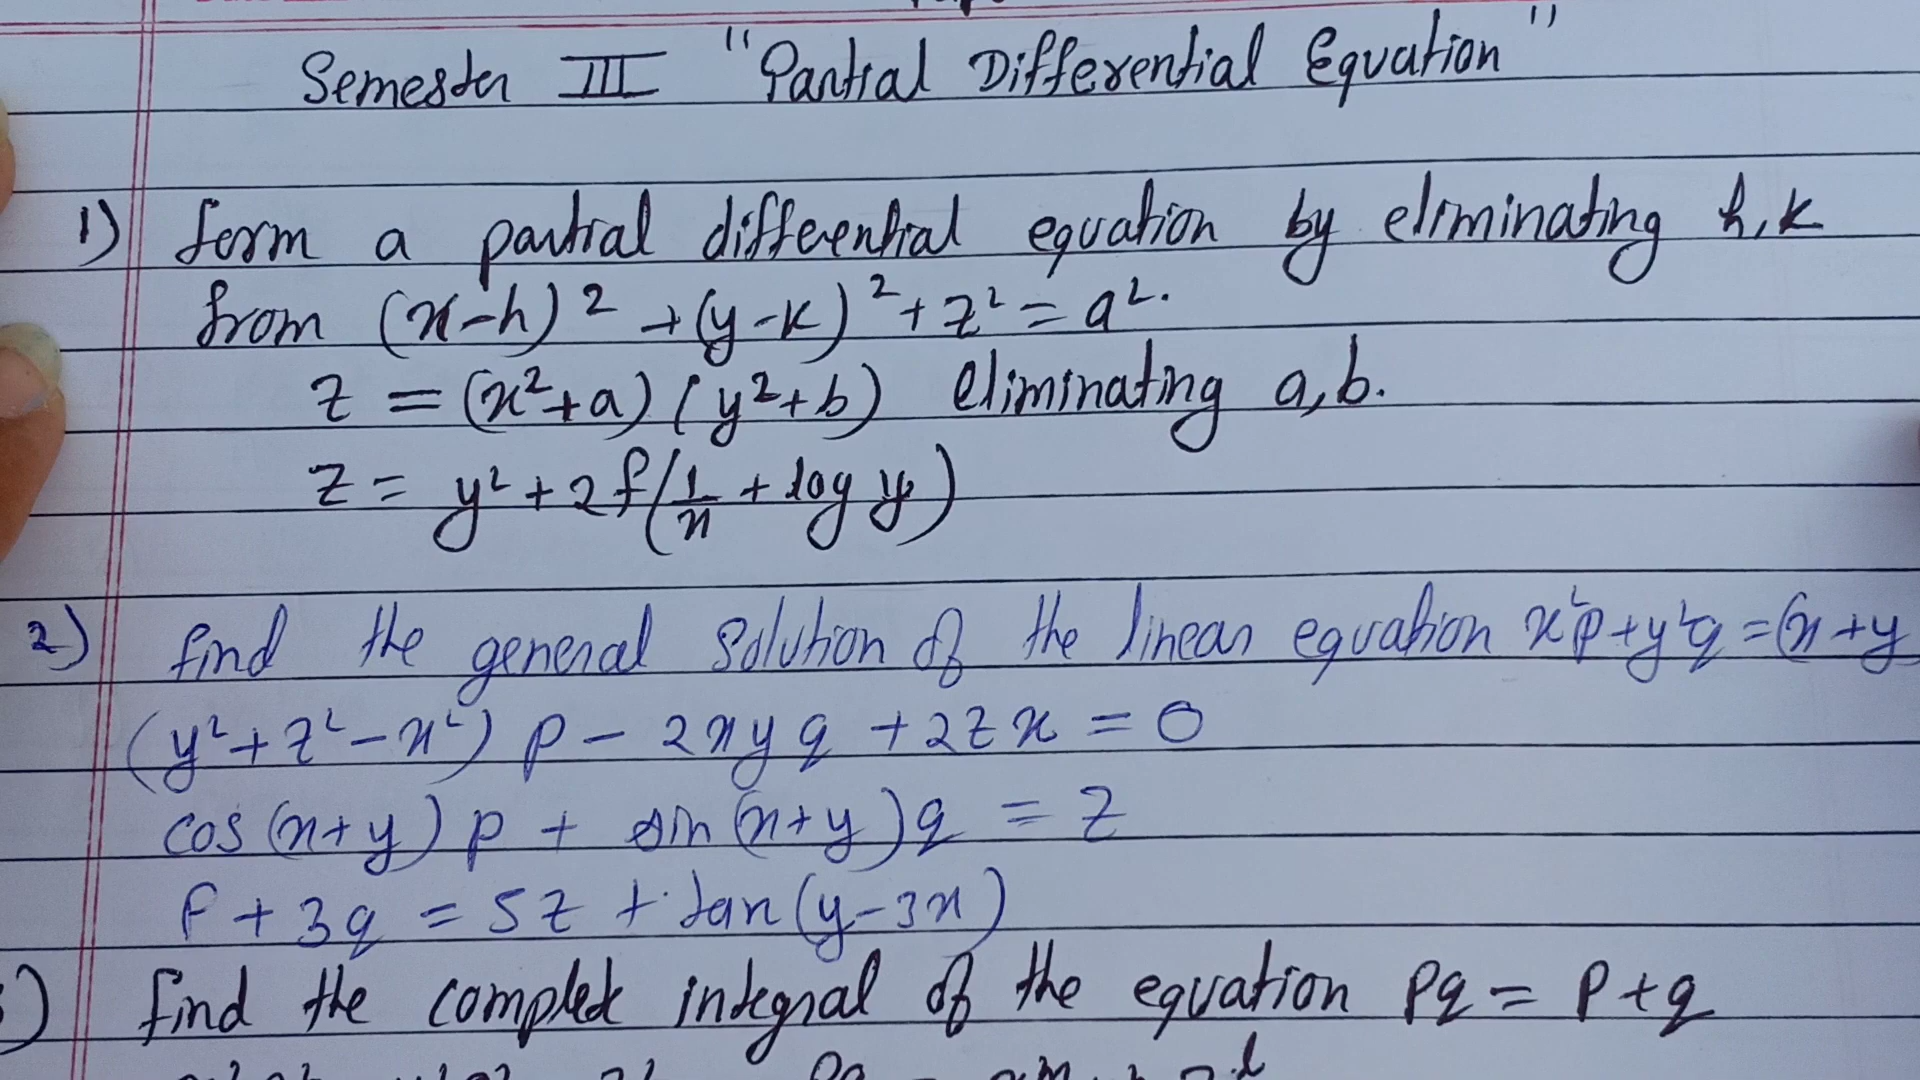 Semester III "Partial Differential Equation"
1) form a partial differential equation by eliminating h, k
from (x-h)² + (y-k)² + z² = a².
z = (x²+a) (y²+b) eliminating a, b.
z = y² + 2f(1/x + log y)
2) find the general solution of the linear equation x²p + y²q = (x+y
(y²+z²-x²) p - 2xyq + 2zx = 0
cos (x+y) p + sin (x+y) q = z
p + 3q = 5z + tan (y-3x)
) find the complete integral of the equation pq = p+q